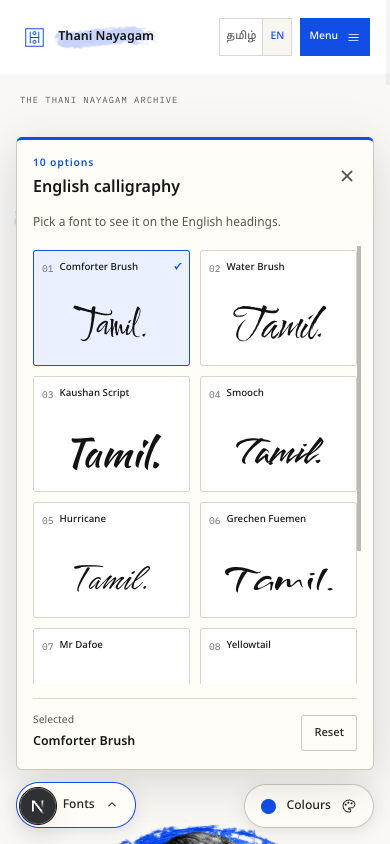 Thani Nayagam
தமிழ்
EN
Menu
THE THANI NAYAGAM ARCHIVE
10 options
English calligraphy
Pick a font to see it on the English headings.
01 Comforter Brush
Tamil.
02 Water Brush
Tamil.
03 Kaushan Script
Tamil.
04 Smooch
Tamil.
05 Hurricane
Tamil.
06 Grechen Fuemen
Tamil.
07 Mr Dafoe
08 Yellowtail
Selected
Comforter Brush
Reset
N
Fonts
Colours